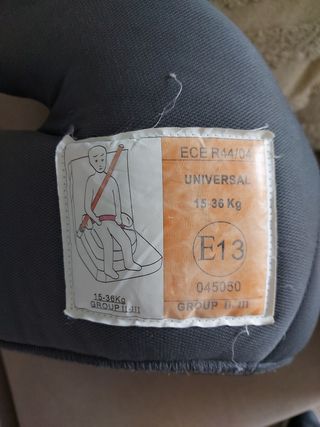 ECE R44/04
UNIVERSAL
15-36 Kg
E13
045050
GROUP II-III
15-36Kg
GROUP II-III